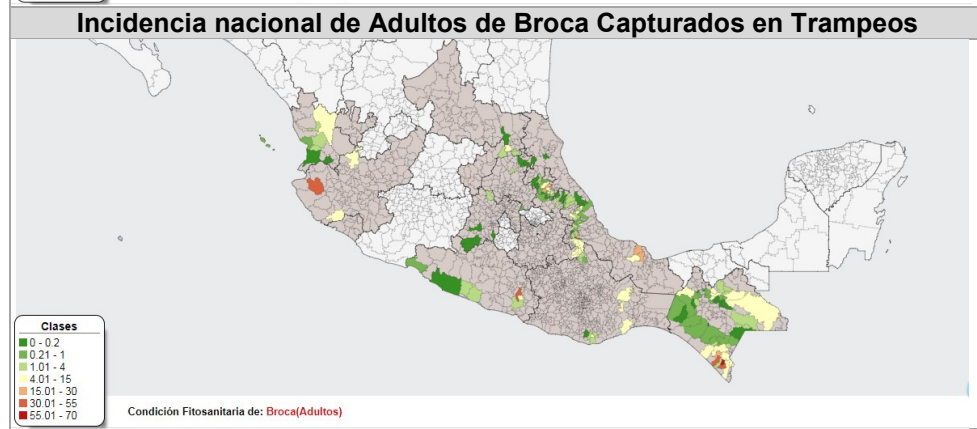 Incidencia nacional de Adultos de Broca Capturados en Trampeos
Clases
0 - 0.2
0.21 - 1
1.01 - 4
4.01 - 15
15.01 - 30
30.01 - 55
55.01 - 70
Condición Fitosanitaria de: Broca(Adultos)